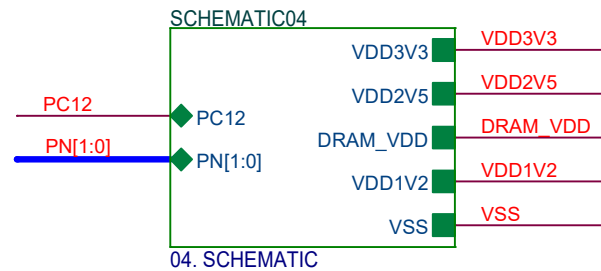 SCHEMATIC04
VDD3V3 VDD3V3
VDD2V5 VDD2V5
PC12 PC12
DRAM_VDD DRAM_VDD
PN[1:0] PN[1:0]
VDD1V2 VDD1V2
VSS VSS
04. SCHEMATIC